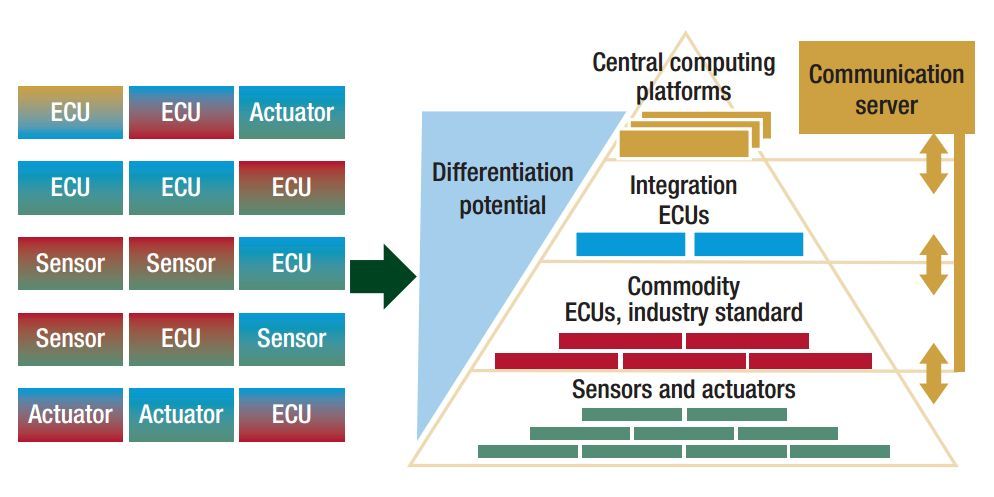 ECU
ECU
Actuator
ECU
ECU
ECU
Sensor
Sensor
ECU
Sensor
ECU
Sensor
Actuator
Actuator
ECU
Differentiation
potential
Central computing
platforms
Integration
ECUs
Commodity
ECUs, industry standard
Sensors and actuators
Communication
server